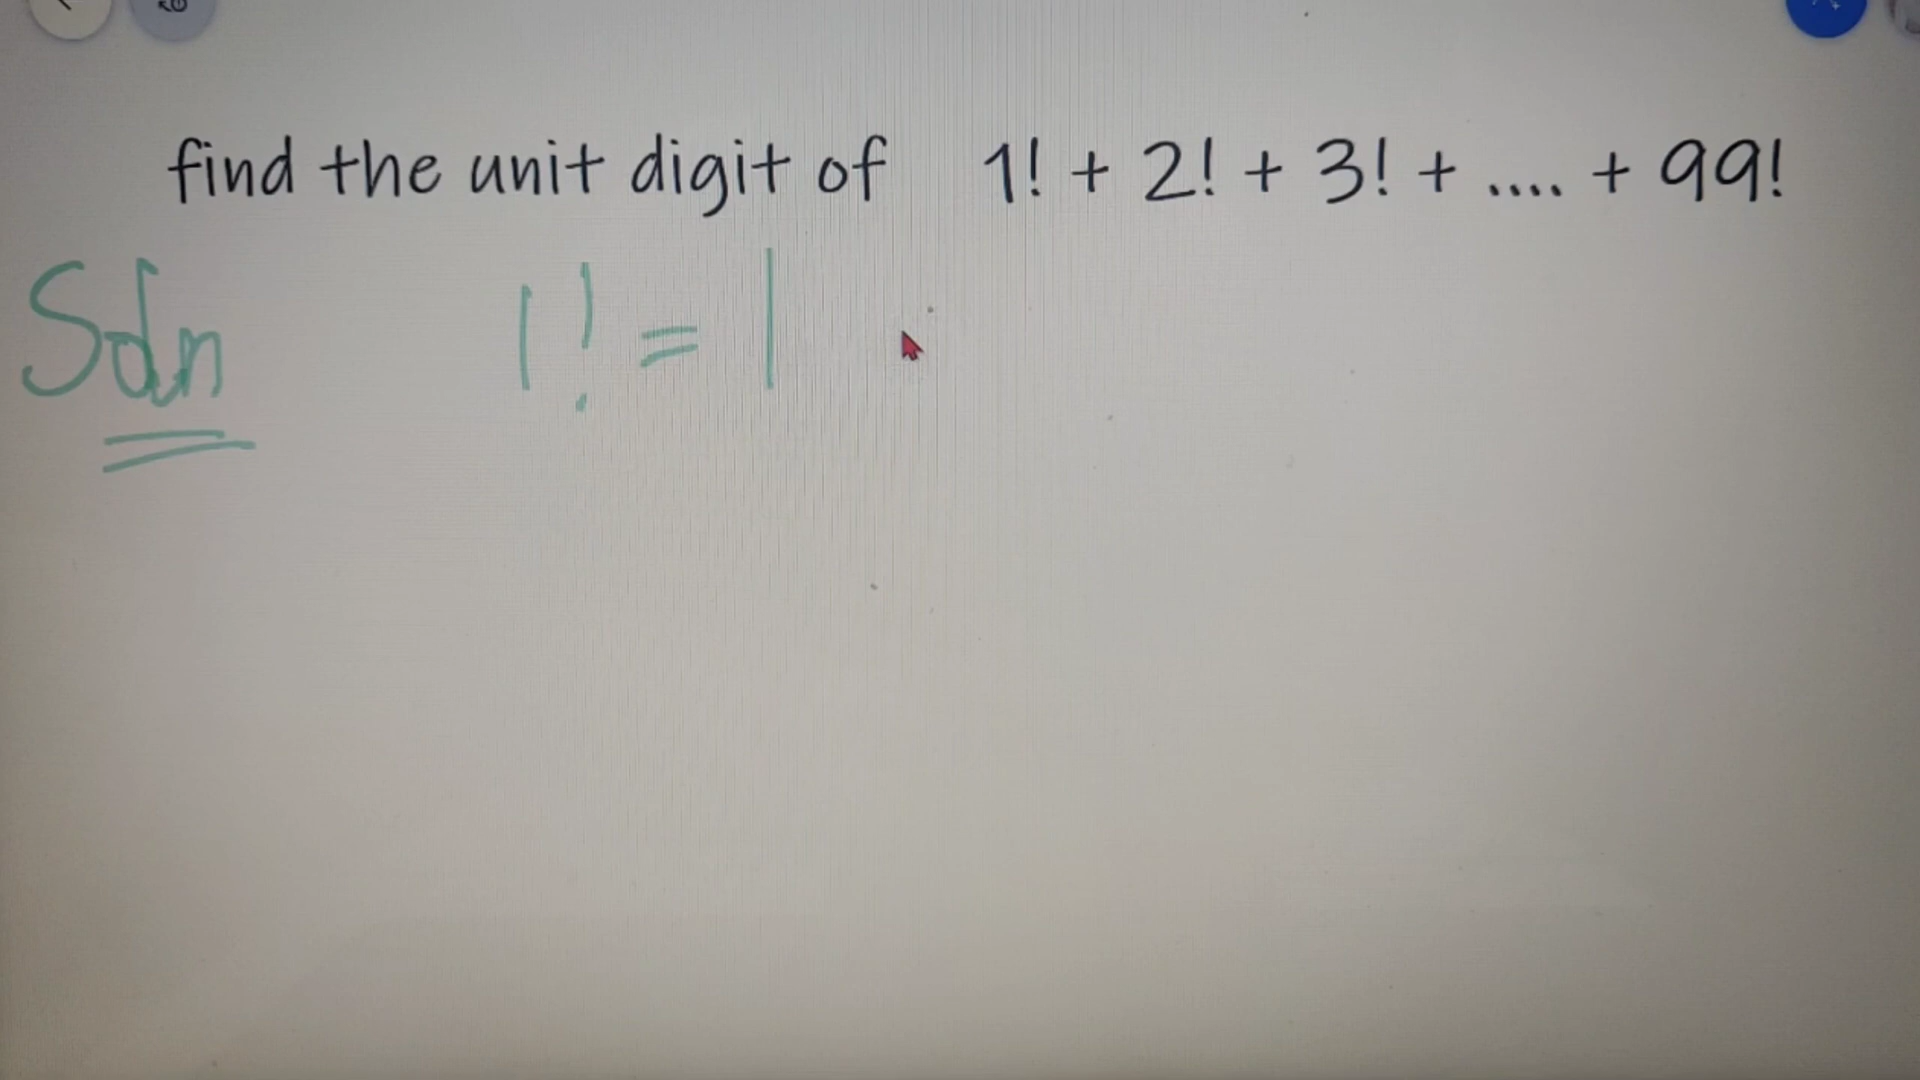 find the unit digit of 1! + 2! + 3! + .... + 99!
Soln 1! = 1